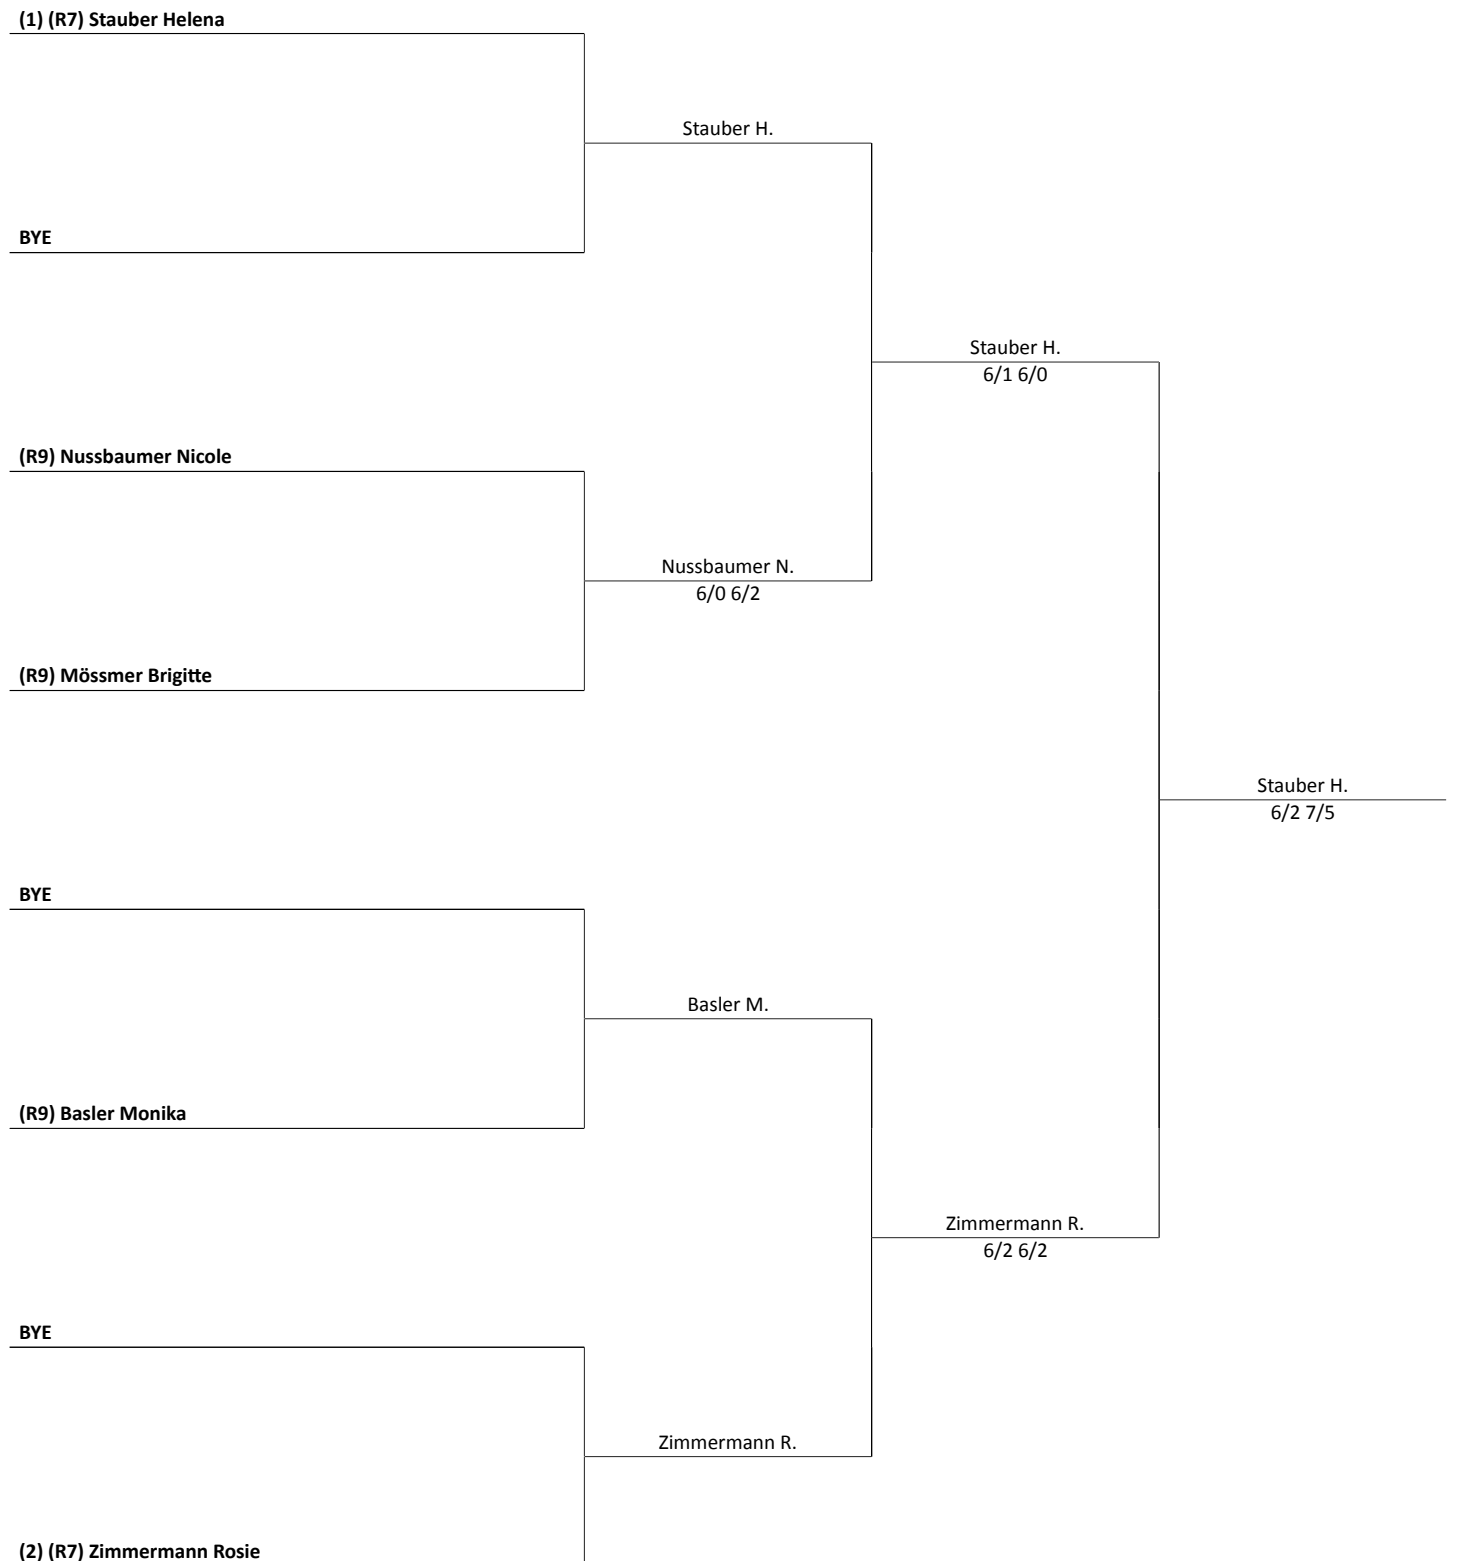 (1) (R7) Stauber Helena
Stauber H.
BYE
Stauber H.
6/1 6/0
(R9) Nussbaumer Nicole
Nussbaumer N.
6/0 6/2
(R9) Mössmer Brigitte
Stauber H.
6/2 7/5
BYE
Basler M.
(R9) Basler Monika
Zimmermann R.
6/2 6/2
BYE
Zimmermann R.
(2) (R7) Zimmermann Rosie